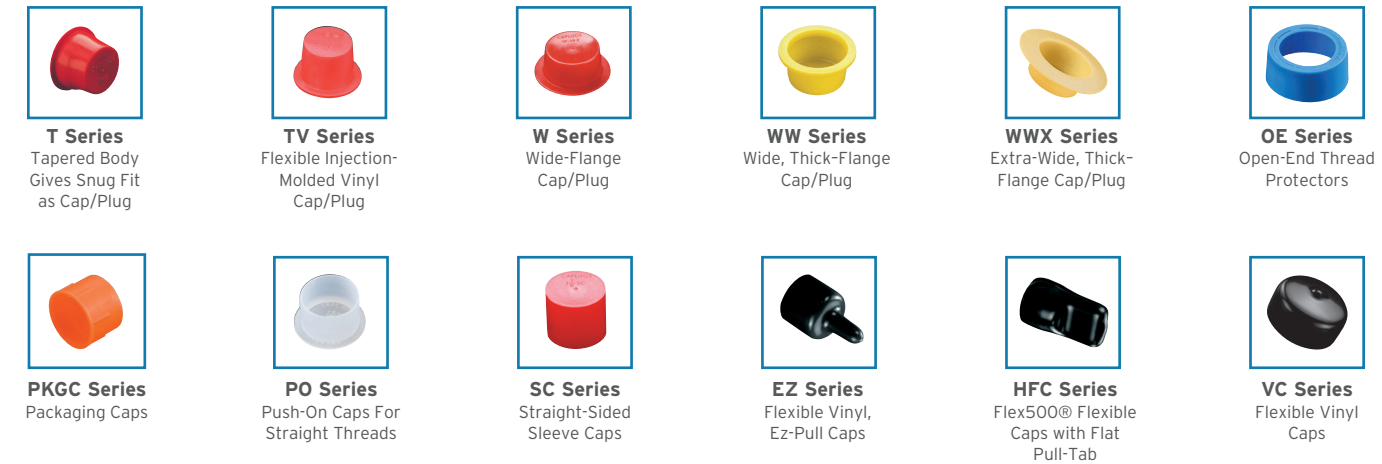 T Series
Tapered Body
Gives Snug Fit
as Cap/Plug
TV Series
Flexible Injection-
Molded Vinyl
Cap/Plug
W Series
Wide-Flange
Cap/Plug
WW Series
Wide, Thick–Flange
Cap/Plug
WWX Series
Extra-Wide, Thick–
Flange Cap/Plug
OE Series
Open-End Thread
Protectors
PKGC Series
Packaging Caps
PO Series
Push-On Caps For
Straight Threads
SC Series
Straight-Sided
Sleeve Caps
EZ Series
Flexible Vinyl,
Ez-Pull Caps
HFC Series
Flex500® Flexible
Caps with Flat
Pull-Tab
VC Series
Flexible Vinyl
Caps